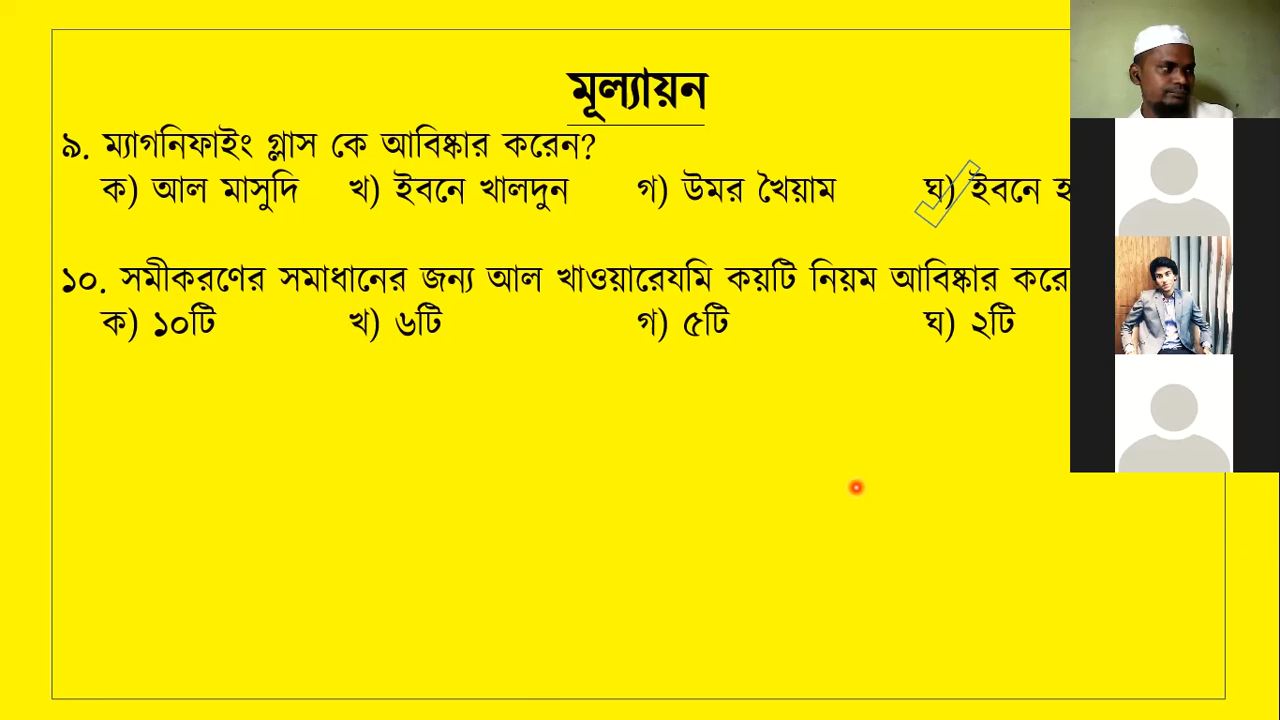 মূল্যায়ন
৯. ম্যাগনিফাইং গ্লাস কে আবিষ্কার করেন?
ক) আল মাসুদি খ) ইবনে খালদুন গ) উমর খৈয়াম ঘ) ইবনে
১০. সমীকরণের সমাধানের জন্য আল খাওয়ারেযমি কয়টি নিয়ম আবিষ্কার
ক) ১০টি খ) ৬টি গ) ৫টি ঘ) ২টি